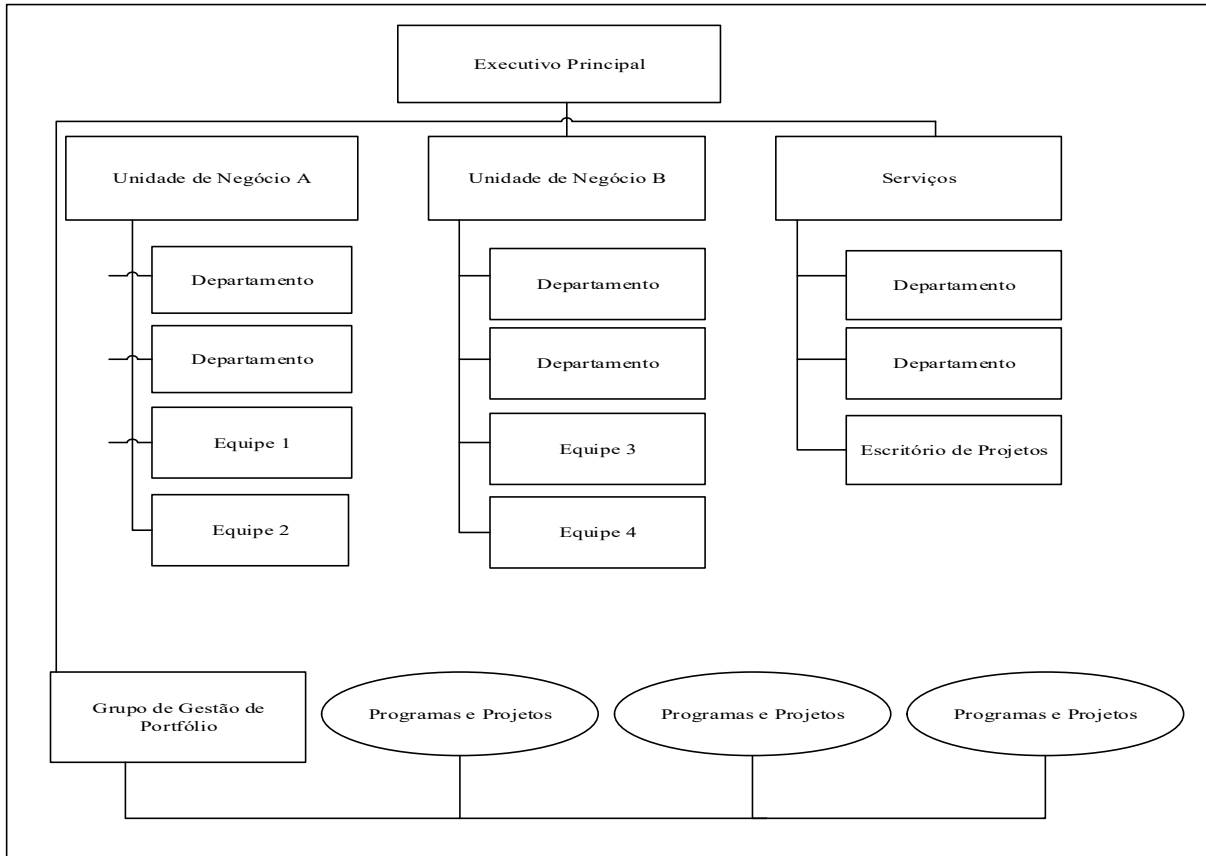 Executivo Principal
Unidade de Negócio A
Unidade de Negócio B
Serviços
Departamento
Departamento
Equipe 1
Equipe 2
Departamento
Departamento
Equipe 3
Equipe 4
Departamento
Departamento
Escritório de Projetos
Grupo de Gestão de
Portfólio
Programas e Projetos
Programas e Projetos
Programas e Projetos